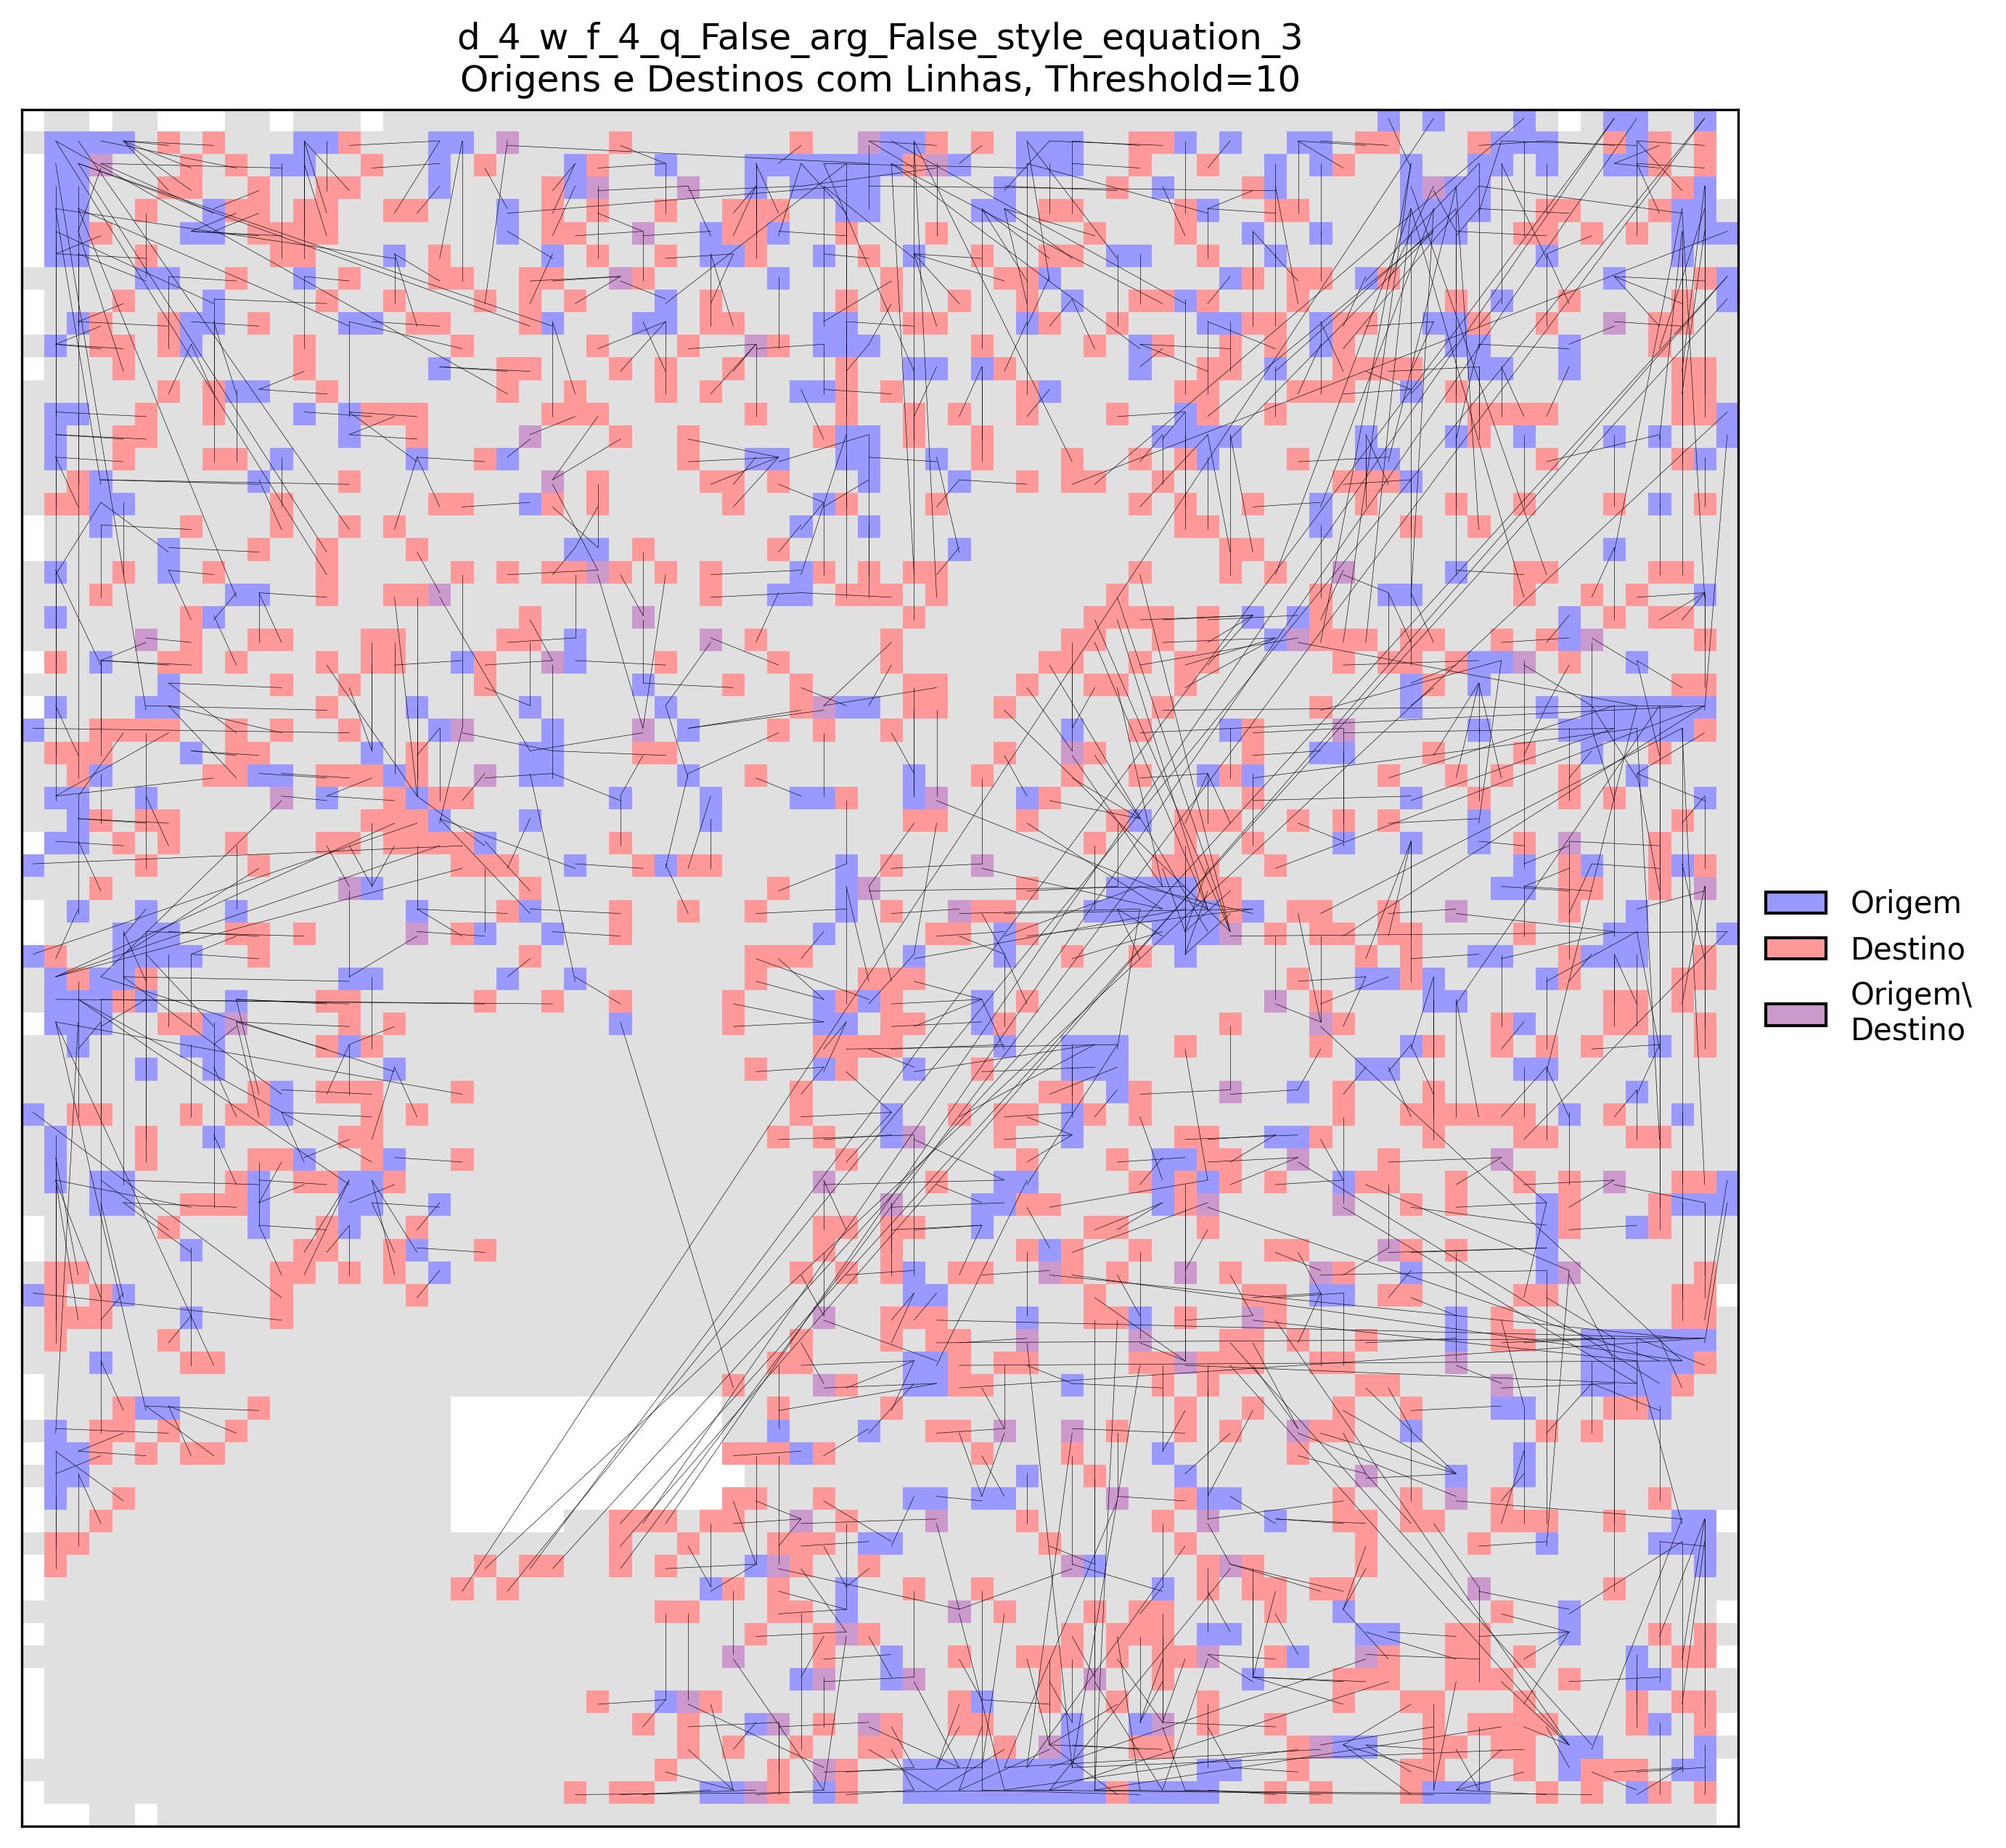 d_4_w_f_4_q_False_arg_False_style_equation_3
Origens e Destinos com Linhas, Threshold=10
Origem
Destino
Origem\
Destino